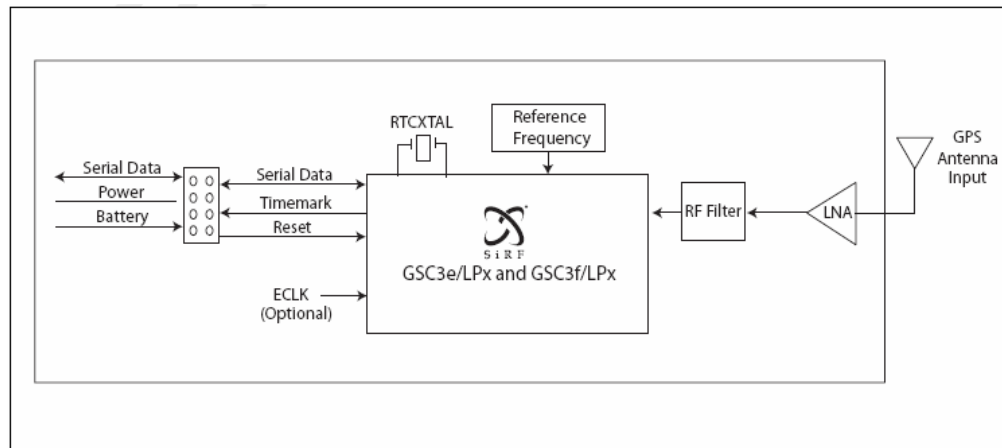 RTCXTAL
Reference
Frequency
GPS
Antenna
Input
Serial Data
Power
Battery
Serial Data
Timemark
Reset
RF Filter
LNA
SiRF
GSC3e/LPx and GSC3f/LPx
ECLK
(Optional)